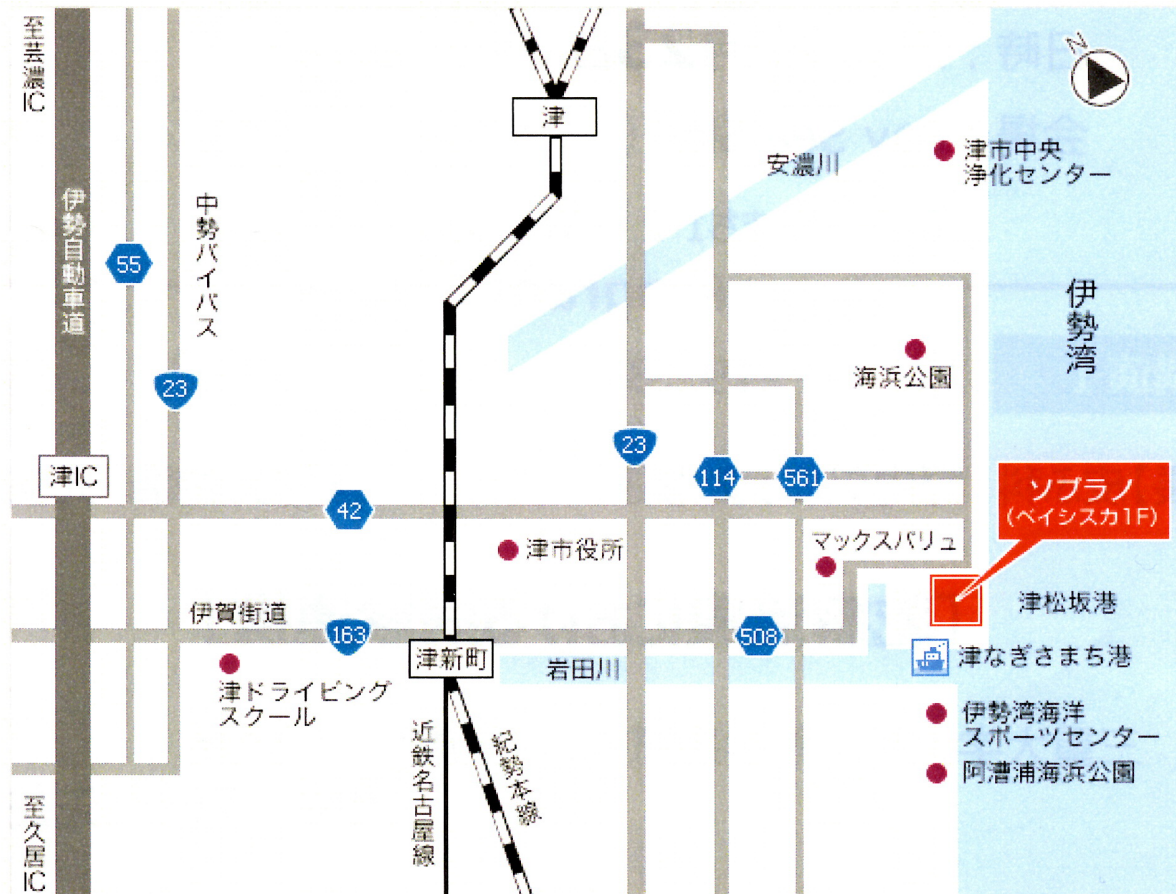 至芸濃IC
伊勢自動車道
55
中勢バイパス
23
津IC
津
安濃川
N
津市中央
浄化センター
伊勢湾
海浜公園
23
114
561
42
津市役所
マックスバリュ
ソプラノ
(ベイシスカ1F)
津松坂港
伊賀街道
163
508
津新町
岩田川
津なぎさまち港
津ドライビング
スクール
伊勢湾海洋
スポーツセンター
阿漕浦海浜公園
近鉄名古屋線
紀勢本線
至久居IC